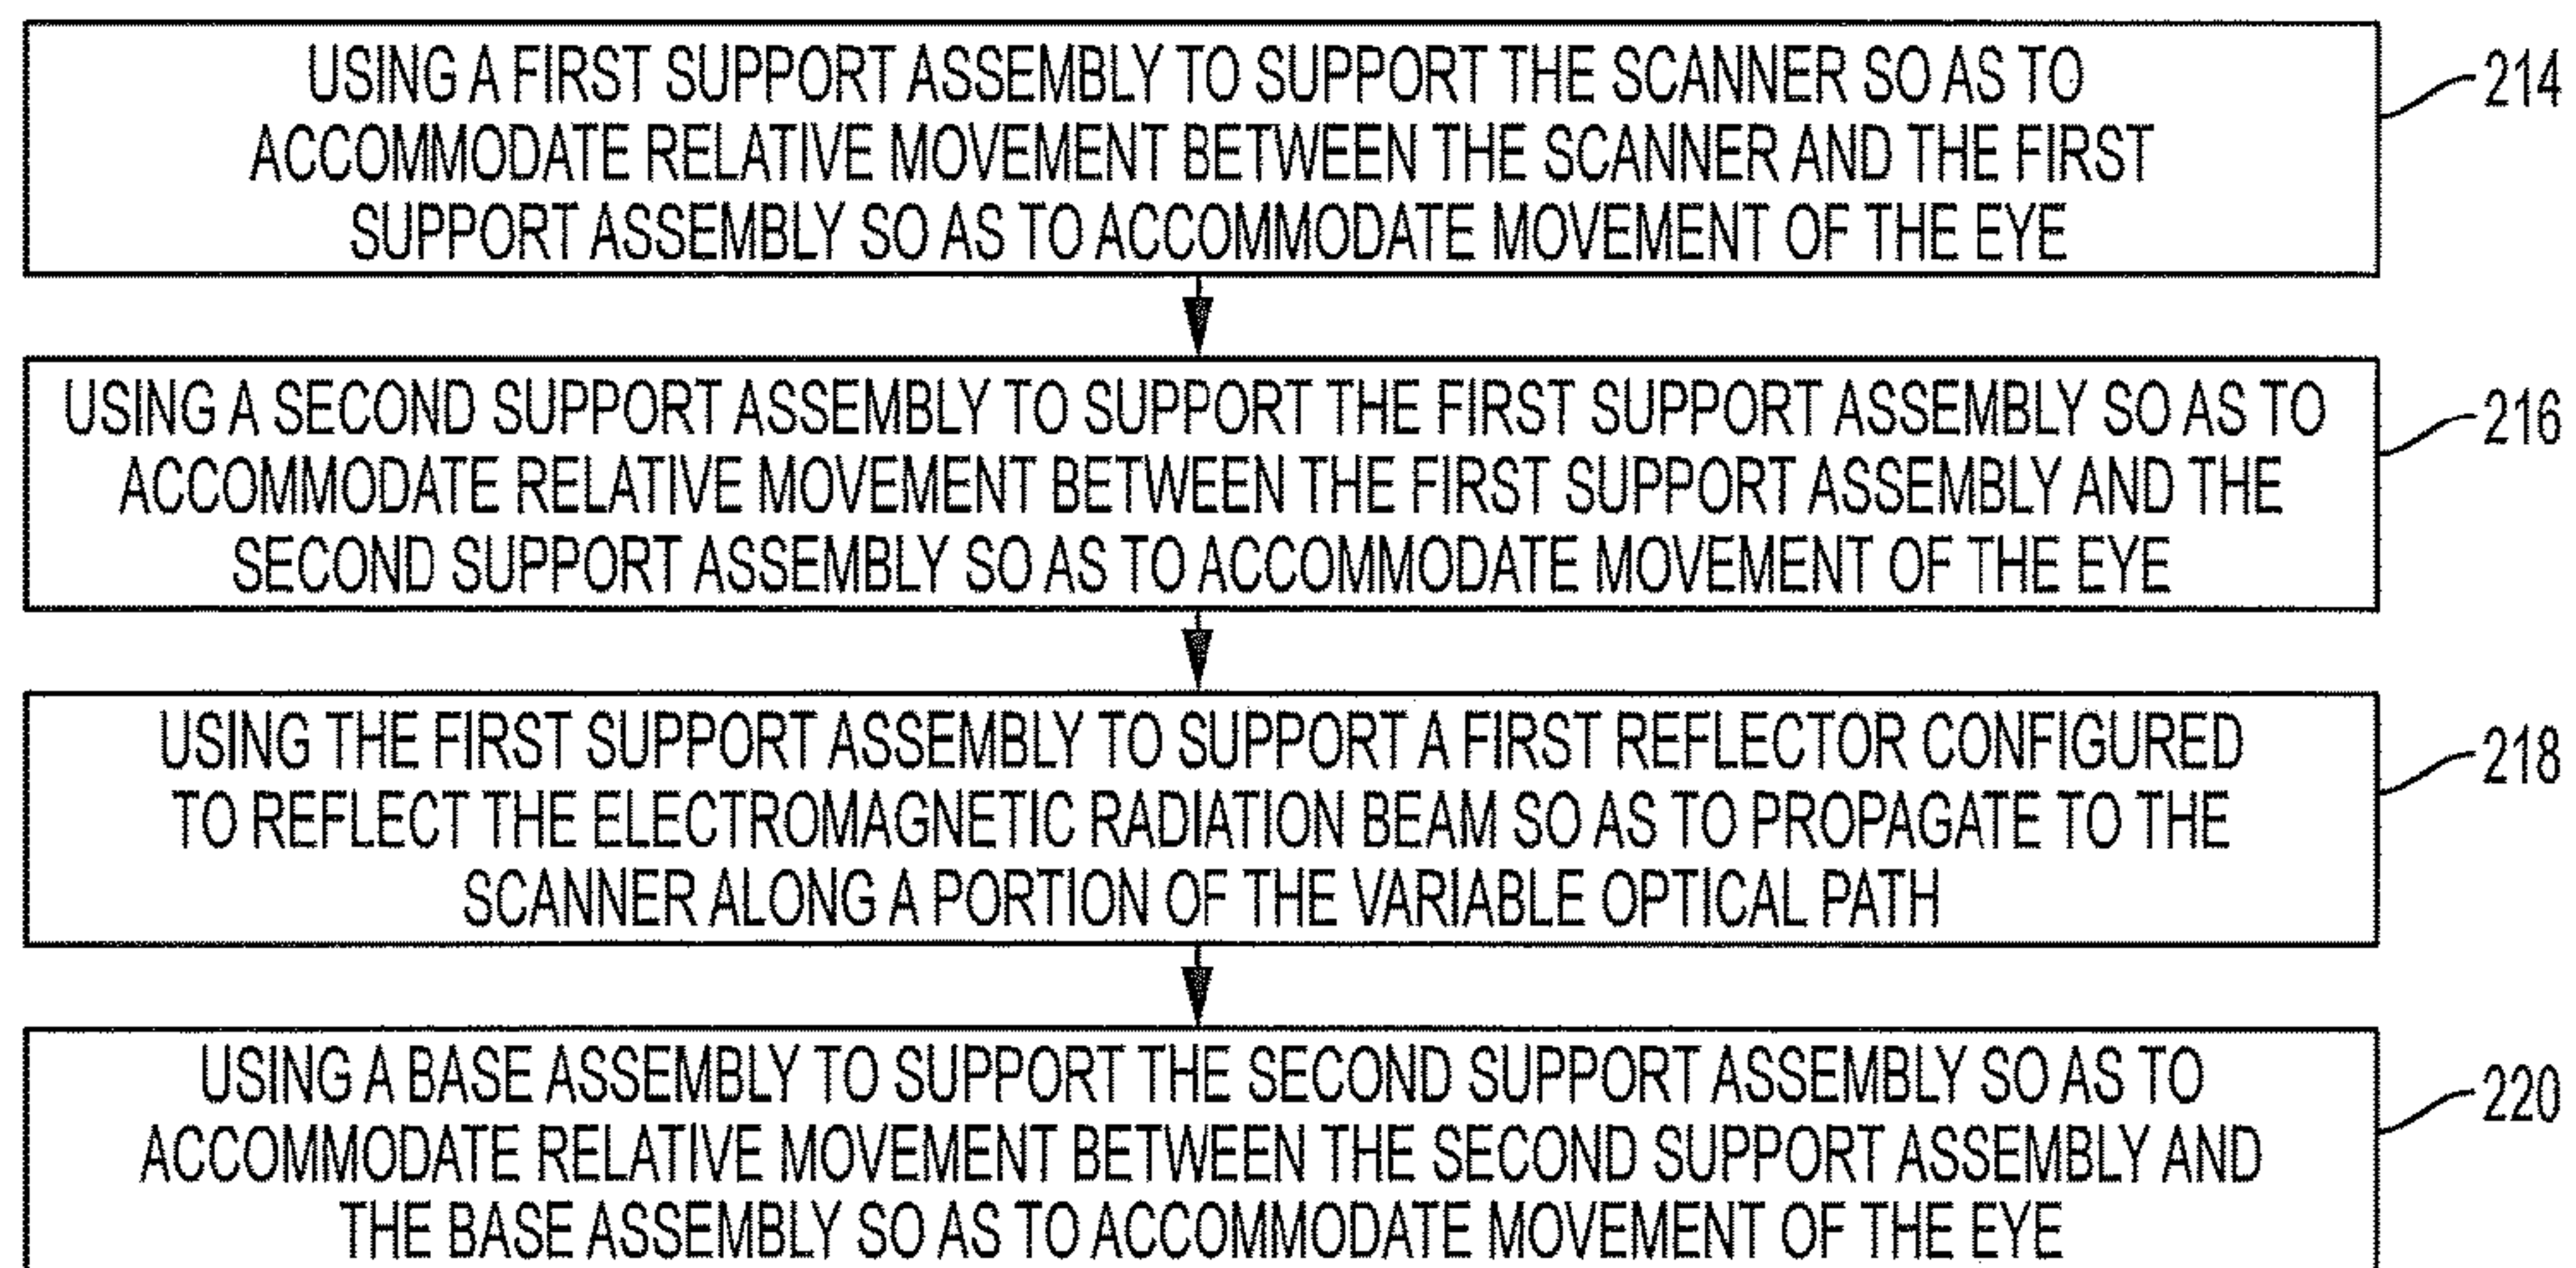 USING A FIRST SUPPORT ASSEMBLY TO SUPPORT THE SCANNER SO AS TO
ACCOMMODATE RELATIVE MOVEMENT BETWEEN THE SCANNER AND THE FIRST
SUPPORT ASSEMBLY SO AS TO ACCOMMODATE MOVEMENT OF THE EYE
214
USING A SECOND SUPPORT ASSEMBLY TO SUPPORT THE FIRST SUPPORT ASSEMBLY SO AS TO
ACCOMMODATE RELATIVE MOVEMENT BETWEEN THE FIRST SUPPORT ASSEMBLY AND THE
SECOND SUPPORT ASSEMBLY SO AS TO ACCOMMODATE MOVEMENT OF THE EYE
216
USING THE FIRST SUPPORT ASSEMBLY TO SUPPORT A FIRST REFLECTOR CONFIGURED
TO REFLECT THE ELECTROMAGNETIC RADIATION BEAM SO AS TO PROPAGATE TO THE
SCANNER ALONG A PORTION OF THE VARIABLE OPTICAL PATH
218
USING A BASE ASSEMBLY TO SUPPORT THE SECOND SUPPORT ASSEMBLY SO AS TO
ACCOMMODATE RELATIVE MOVEMENT BETWEEN THE SECOND SUPPORT ASSEMBLY AND
THE BASE ASSEMBLY SO AS TO ACCOMMODATE MOVEMENT OF THE EYE
220